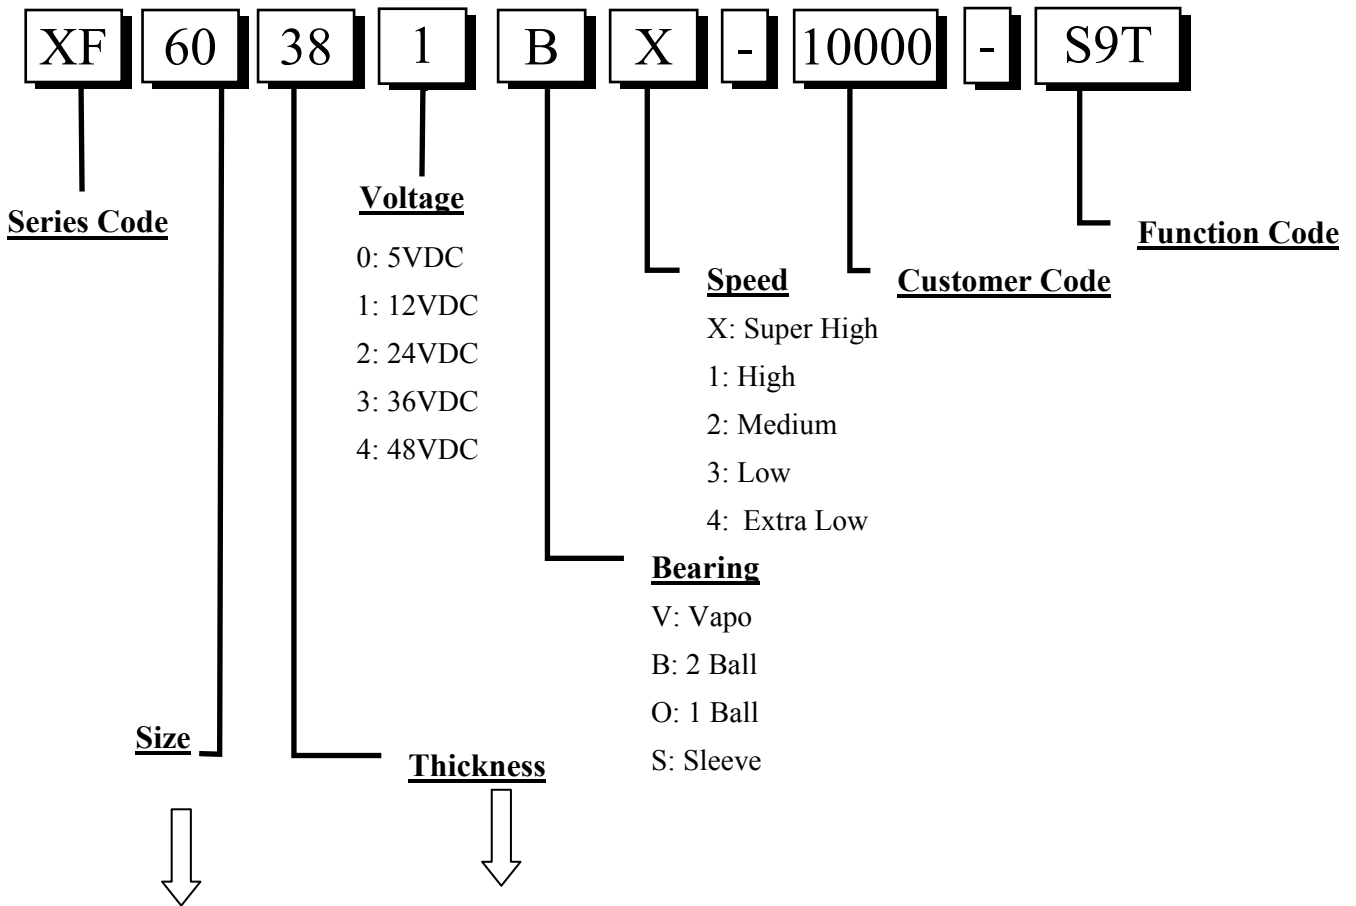 XF 60 38 1 B X - 10000 - S9T
Series Code
Voltage
0: 5VDC
1: 12VDC
2: 24VDC
3: 36VDC
4: 48VDC
Function Code
Speed
X: Super High
1: High
2: Medium
3: Low
4: Extra Low
Customer Code
Bearing
V: Vapo
B: 2 Ball
O: 1 Ball
S: Sleeve
Size
Thickness